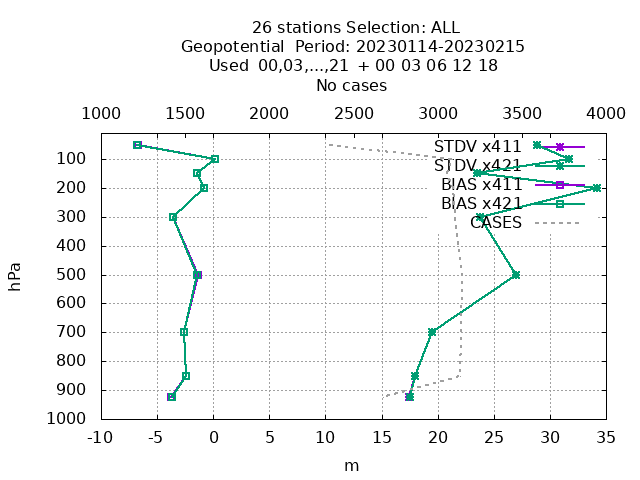 26 stations Selection: ALL
Geopotential  Period: 20230114-20230215
Used  00,03,...,21  + 00 03 06 12 18
No cases
1000 1500 2000 2500 3000 3500 4000
STDV x411
STDV x421
BIAS x411
BIAS x421
CASES
100
200
300
400
500
600
700
800
900
1000
hPa
-10 -5 0 5 10 15 20 25 30 35
m